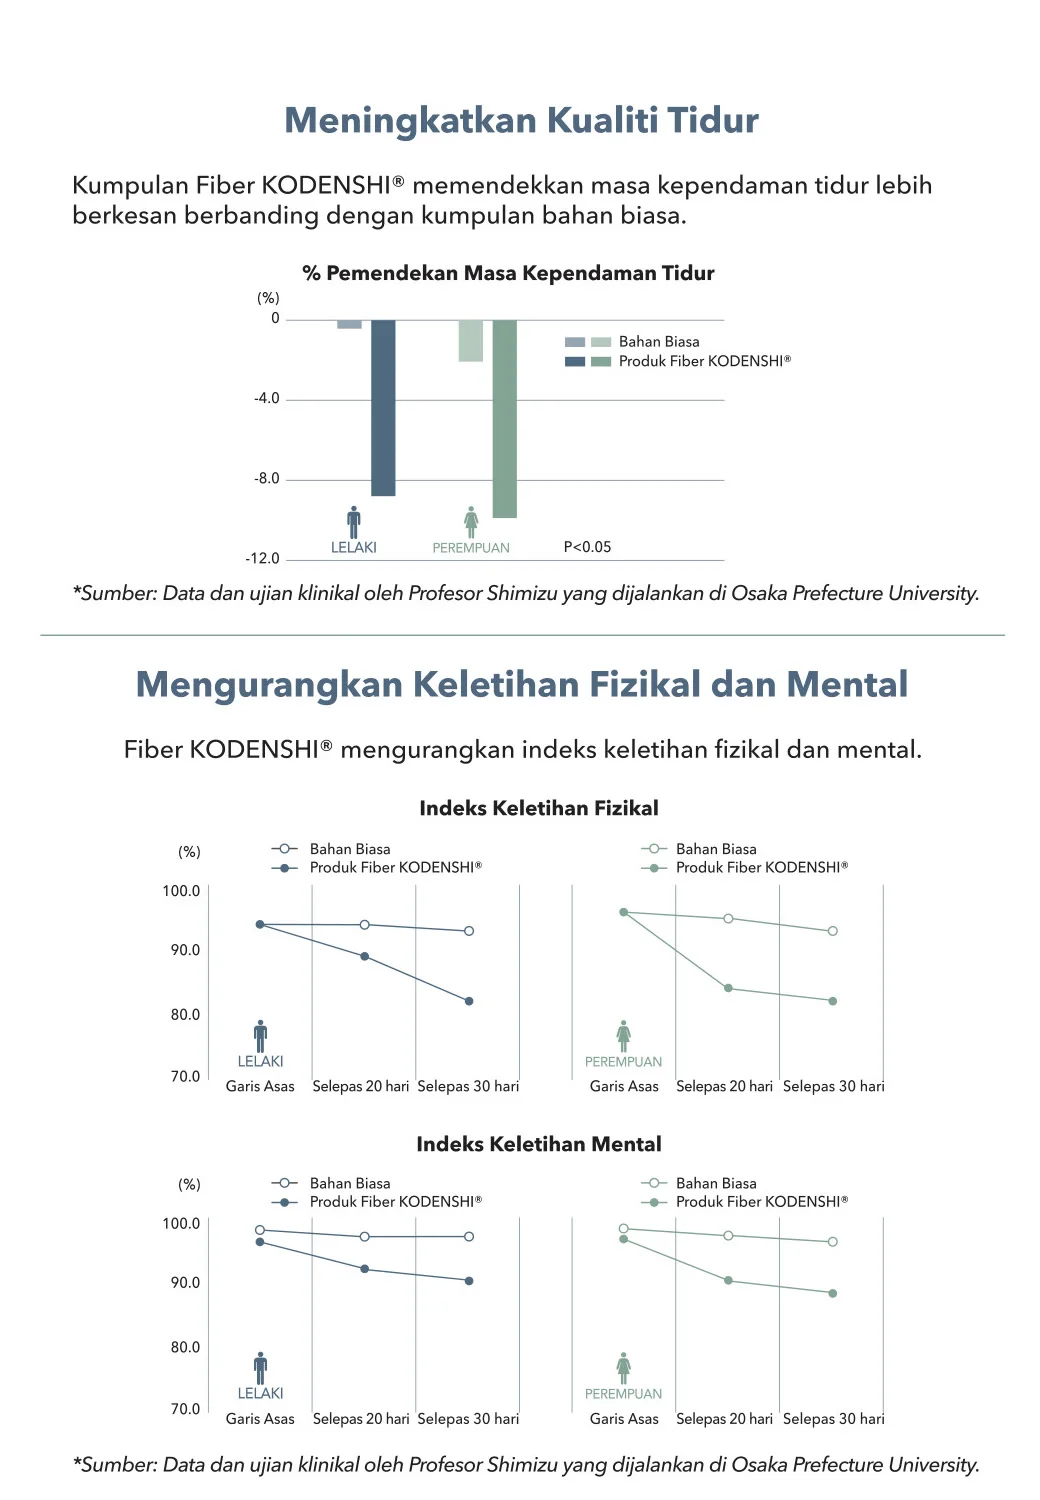 Meningkatkan Kualiti Tidur
Kumpulan Fiber KODENSHI® memendekkan masa kependaman tidur lebih
berkesan berbanding dengan kumpulan bahan biasa.
% Pemendekan Masa Kependaman Tidur
(%)
0
-4.0
-8.0
-12.0
Bahan Biasa
Produk Fiber KODENSHI®
LELAKI
PEREMPUAN
P<0.05
*Sumber: Data dan ujian klinikal oleh Profesor Shimizu yang dijalankan di Osaka Prefecture University.
Mengurangkan Keletihan Fizikal dan Mental
Fiber KODENSHI® mengurangkan indeks keletihan fizikal dan mental.
Indeks Keletihan Fizikal
(%)
Bahan Biasa
Produk Fiber KODENSHI®
100.0
90.0
80.0
70.0
LELAKI
Garis Asas Selepas 20 hari Selepas 30 hari
Bahan Biasa
Produk Fiber KODENSHI®
PEREMPUAN
Garis Asas Selepas 20 hari Selepas 30 hari
Indeks Keletihan Mental
(%)
Bahan Biasa
Produk Fiber KODENSHI®
100.0
90.0
80.0
70.0
LELAKI
Garis Asas Selepas 20 hari Selepas 30 hari
Bahan Biasa
Produk Fiber KODENSHI®
PEREMPUAN
Garis Asas Selepas 20 hari Selepas 30 hari
*Sumber: Data dan ujian klinikal oleh Profesor Shimizu yang dijalankan di Osaka Prefecture University.